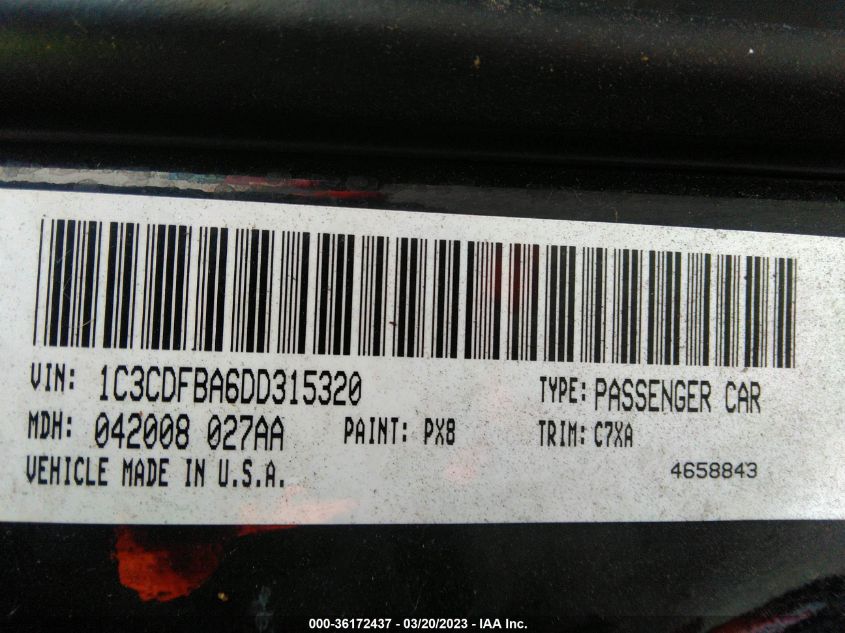 VIN: 1C3CDFBA6DD315320 TYPE: PASSENGER CAR
MDH: 042008 027AA PAINT: PX8 TRIM: C7XA
VEHICLE MADE IN U.S.A. 4658843
000-36172437 - 03/20/2023 - IAA Inc.